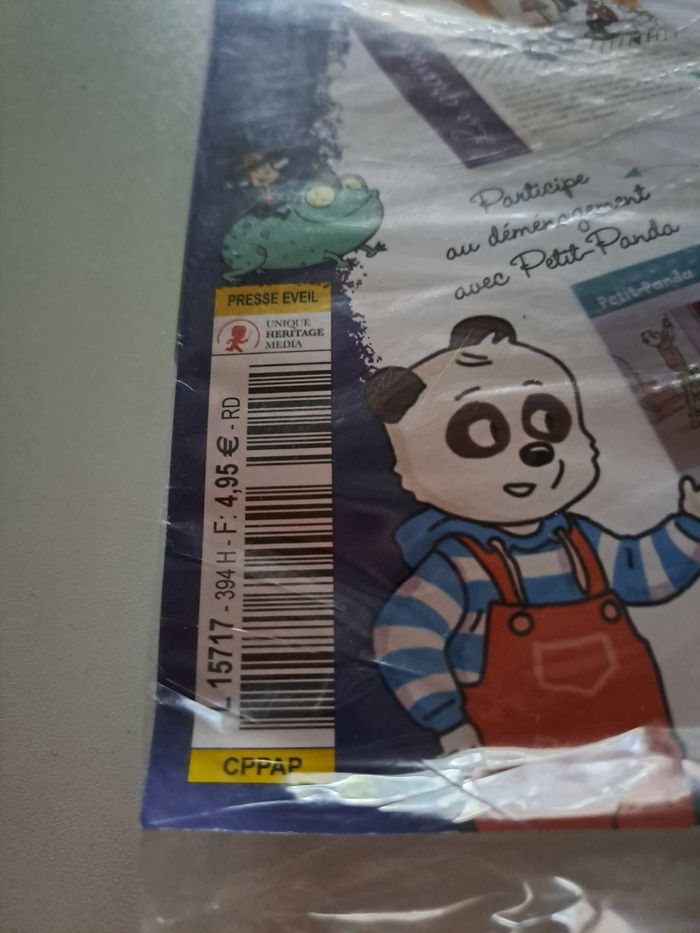 Participe
au déménagement
avec Petit-Panda
Petit-Panda
PRESSE EVEIL
UNIQUE
HERITAGE
MEDIA
L 15717 - 394 H - F: 4,95 € - RD
CPPAP